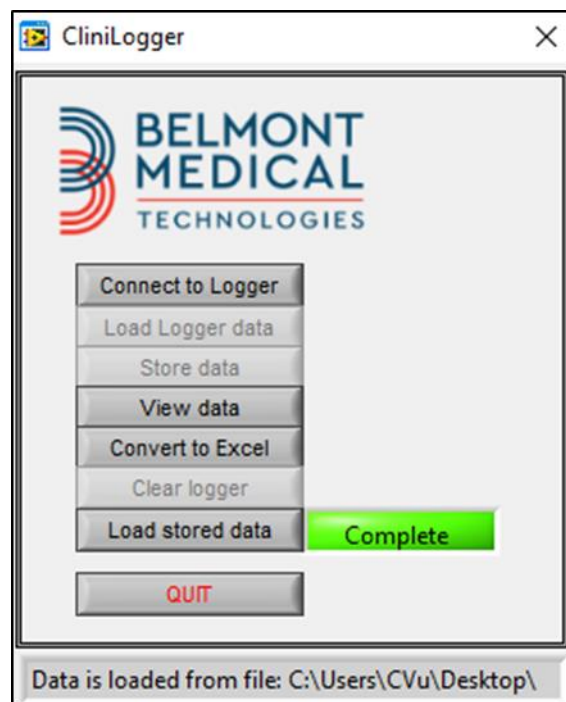 CliniLogger
BELMONT
MEDICAL
TECHNOLOGIES
Connect to Logger
Load Logger data
Store data
View data
Convert to Excel
Clear logger
Load stored data
Complete
QUIT
Data is loaded from file: C:\Users\CVu\Desktop\